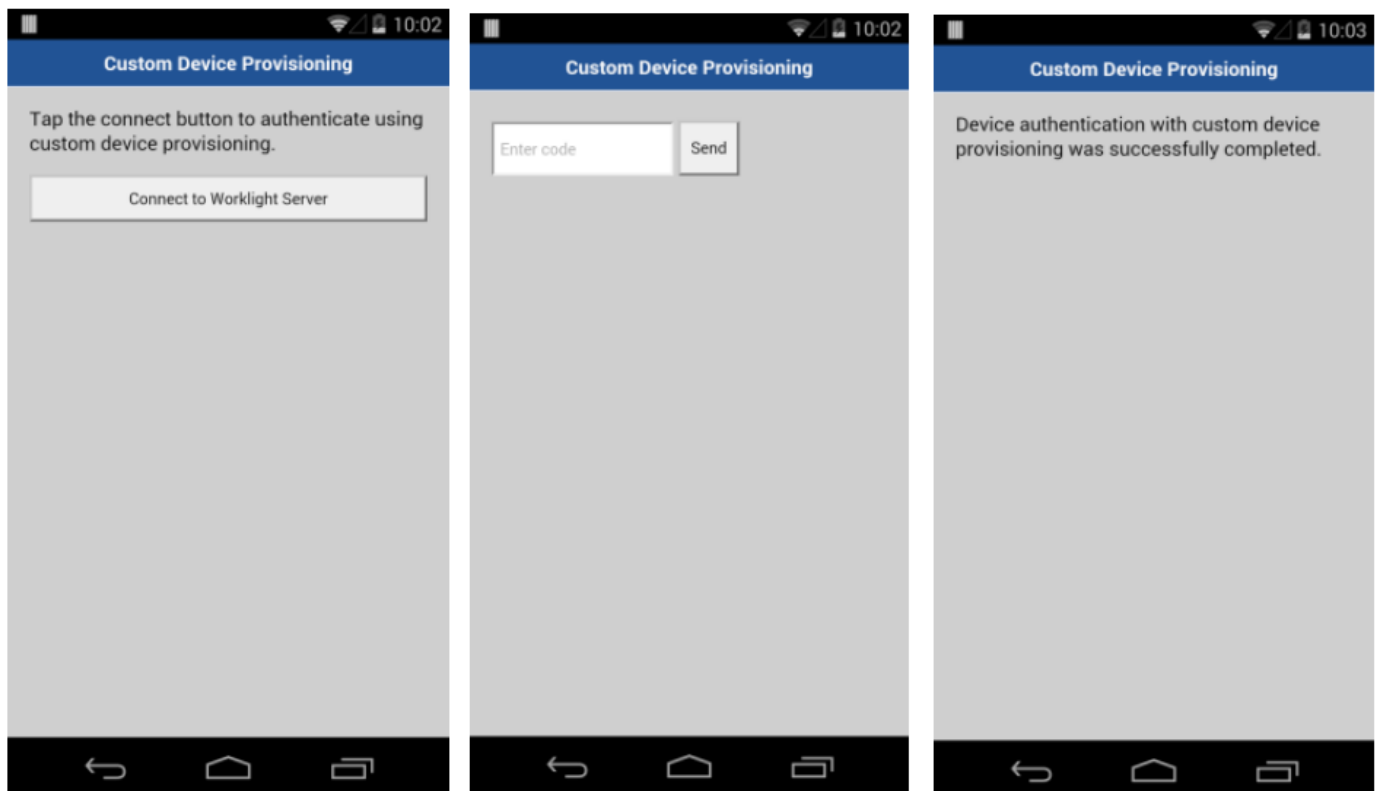 10:02
Custom Device Provisioning
Tap the connect button to authenticate using
custom device provisioning.
Connect to Worklight Server
10:02
Custom Device Provisioning
Enter code
Send
10:03
Custom Device Provisioning
Device authentication with custom device
provisioning was successfully completed.